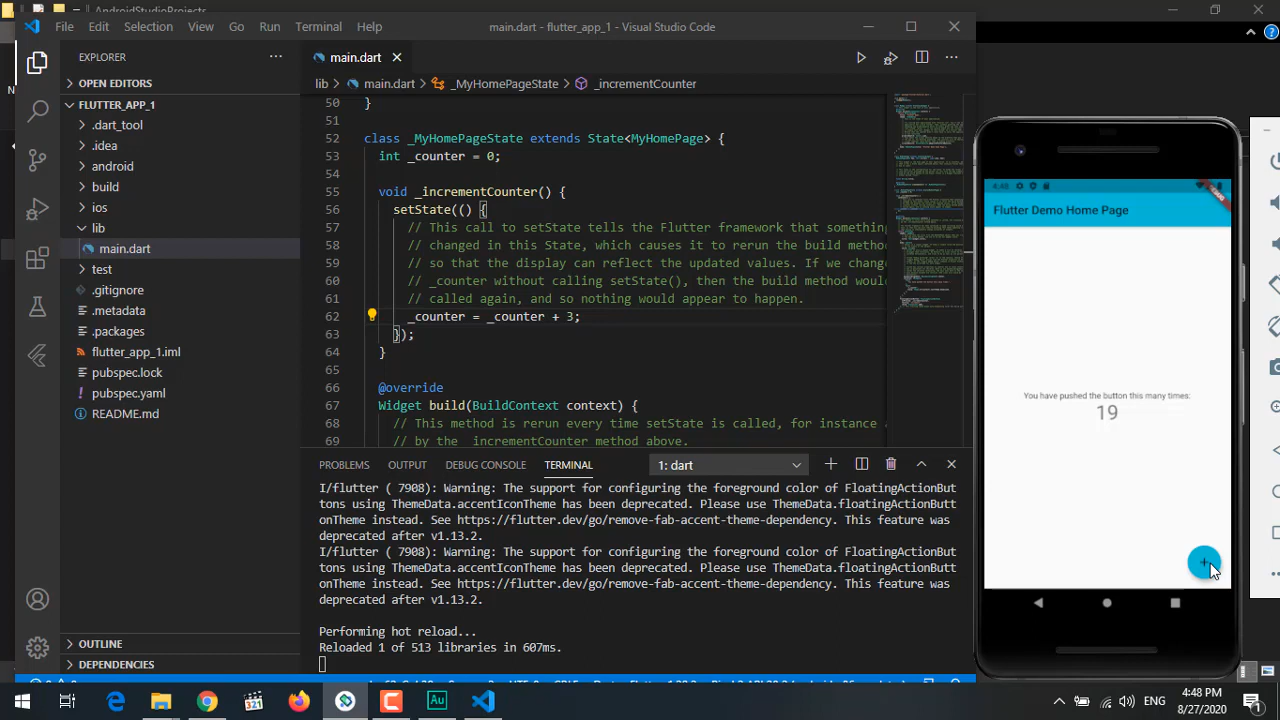 AndroidStudioProjects
File Edit Selection View Go Run Terminal Help
main.dart - flutter_app_1 - Visual Studio Code
EXPLORER
OPEN EDITORS
FLUTTER_APP_1
.dart_tool
.idea
android
build
ios
lib
main.dart
test
.gitignore
.metadata
.packages
flutter_app_1.iml
pubspec.lock
pubspec.yaml
README.md
OUTLINE
DEPENDENCIES
main.dart
lib > main.dart > _MyHomePageState > _incrementCounter
50 }
51
52 class _MyHomePageState extends State<MyHomePage> {
53 int _counter = 0;
54
55 void _incrementCounter() {
56 setState(() {
57 // This call to setState tells the Flutter framework that something
58 // changed in this State, which causes it to rerun the build method
59 // so that the display can reflect the updated values. If we change
60 // _counter without calling setState(), then the build method would
61 // called again, and so nothing would appear to happen.
62 _counter = _counter + 3;
63 });
64 }
65
66 @override
67 Widget build(BuildContext context) {
68 // This method is rerun every time setState is called, for instance
69 // by the _incrementCounter method above.
PROBLEMS OUTPUT DEBUG CONSOLE TERMINAL 1: dart
I/flutter ( 7908): Warning: The support for configuring the foreground color of FloatingActionBut
tons using ThemeData.accentIconTheme has been deprecated. Please use ThemeData.floatingActionButt
onTheme instead. See https://flutter.dev/go/remove-fab-accent-theme-dependency. This feature was
deprecated after v1.13.2.
I/flutter ( 7908): Warning: The support for configuring the foreground color of FloatingActionBut
tons using ThemeData.accentIconTheme has been deprecated. Please use ThemeData.floatingActionButt
onTheme instead. See https://flutter.dev/go/remove-fab-accent-theme-dependency. This feature was
deprecated after v1.13.2.
Performing hot reload...
Reloaded 1 of 513 libraries in 607ms.
4:48
Flutter Demo Home Page
You have pushed the button this many times:
19
321
Au
ENG
4:48 PM
8/27/2020
1